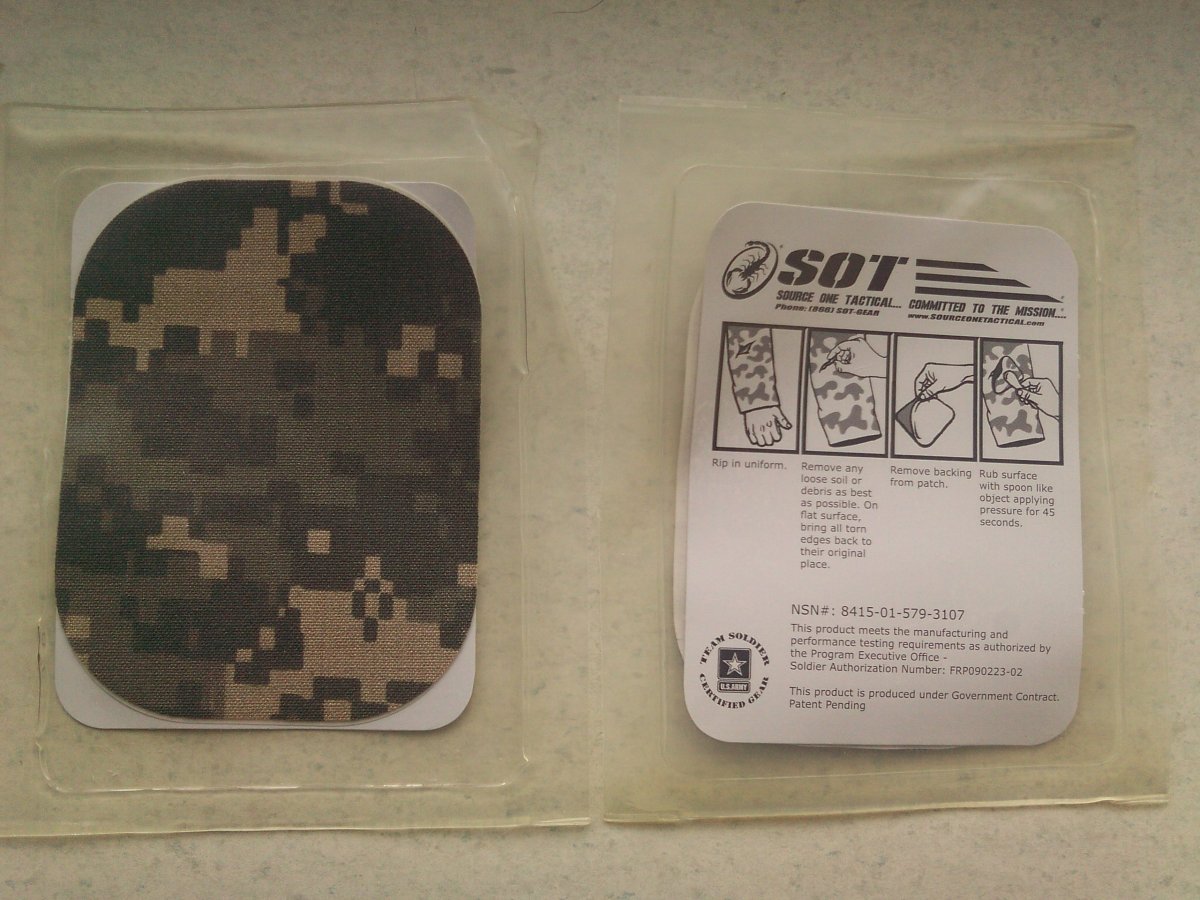 SOT
SOURCE ONE TACTICAL... COMMITTED TO THE MISSION....
Phone: (866) SOT-GEAR
www.SOURCEONETACTICAL.com
Rip in uniform.
Remove any
loose soil or
debris as best
as possible. On
flat surface,
bring all torn
edges back to
their original
place.
Remove backing
from patch.
Rub surface
with spoon like
object applying
pressure for 45
seconds.
NSN#: 8415-01-579-3107
This product meets the manufacturing and
performance testing requirements as authorized by
the Program Executive Office -
Soldier Authorization Number: FRP090223-02
This product is produced under Government Contract.
Patent Pending
TEAM SOLDIER
U.S.ARMY
CERTIFIED GEAR